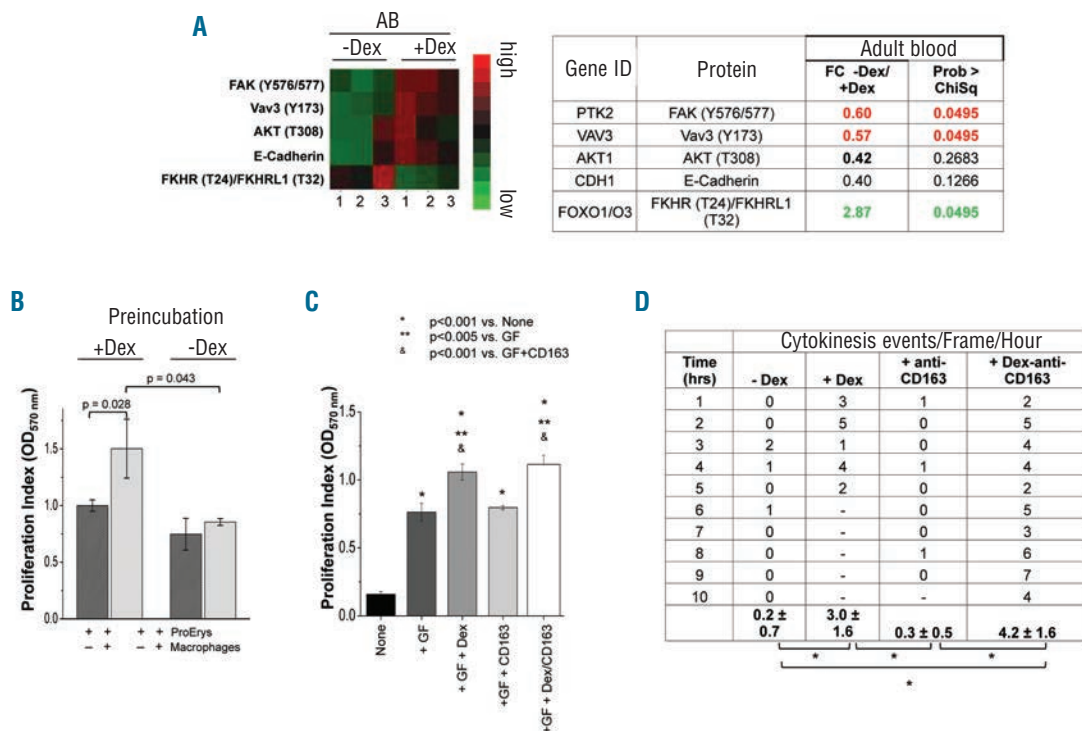 A
AB
-Dex +Dex
FAK (Y576/577)
Vav3 (Y173)
AKT (T308)
E-Cadherin
FKHR (T24)/FKHRL1 (T32)
1 2 3 1 2 3
high
low
Adult blood
Gene ID Protein FC -Dex/ Prob >
+Dex ChiSq
PTK2 FAK (Y576/577) 0.60 0.0495
VAV3 Vav3 (Y173) 0.57 0.0495
AKT1 AKT (T308) 0.42 0.2683
CDH1 E-Cadherin 0.40 0.1266
FOXO1/O3 FKHR (T24)/FKHRL1 2.87 0.0495
(T32)
B
Preincubation
+Dex -Dex
p = 0.043
p = 0.028
Proliferation Index (OD570 nm)
1.5
1.0
0.5
0.0
+ + + + ProErys
– + – + Macrophages
C
* p<0.001 vs. None
** p<0.005 vs. GF
& p<0.001 vs. GF+CD163
Proliferation Index (OD570 nm)
1.5
1.0
0.5
0.0
*
*
**
&
*
*
**
&
None
+ GF
+ GF + Dex
+GF + CD163
+GF + Dex/CD163
D
Cytokinesis events/Frame/Hour
Time + anti- + Dex-anti-
(hrs) - Dex + Dex CD163 CD163
1 0 3 1 2
2 0 5 0 5
3 2 1 0 4
4 1 4 1 4
5 0 2 0 2
6 1 - 0 5
7 0 - 0 3
8 0 - 1 6
9 0 - 0 7
10 0 - - 4
0.2 ± 3.0 ±
0.7 1.6 0.3 ± 0.5 4.2 ± 1.6
* * *
*